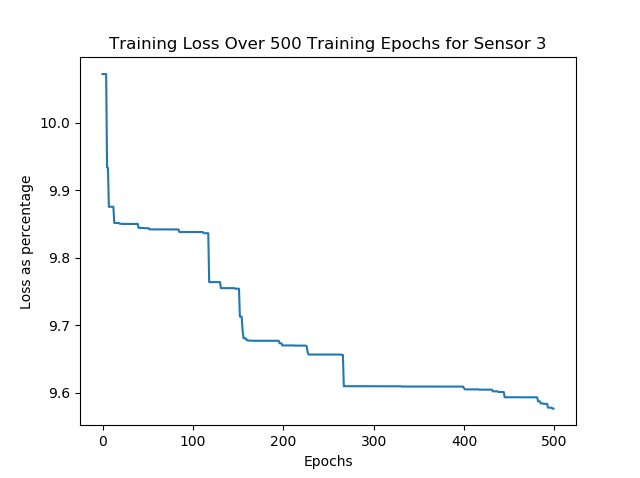 Training Loss Over 500 Training Epochs for Sensor 3
Loss as percentage
10.0
9.9
9.8
9.7
9.6
0 100 200 300 400 500
Epochs